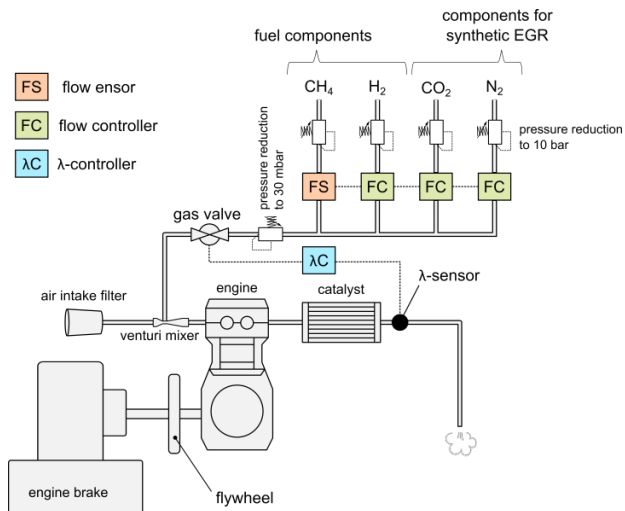 components for
synthetic EGR
fuel components
CH₄
H₂
CO₂
N₂
FS
flow ensor
FC
flow controller
λC
λ-controller
pressure reduction
to 30 mbar
pressure reduction
to 10 bar
FS
FC
FC
FC
gas valve
λC
λ-sensor
engine
catalyst
air intake filter
venturi mixer
engine brake
flywheel